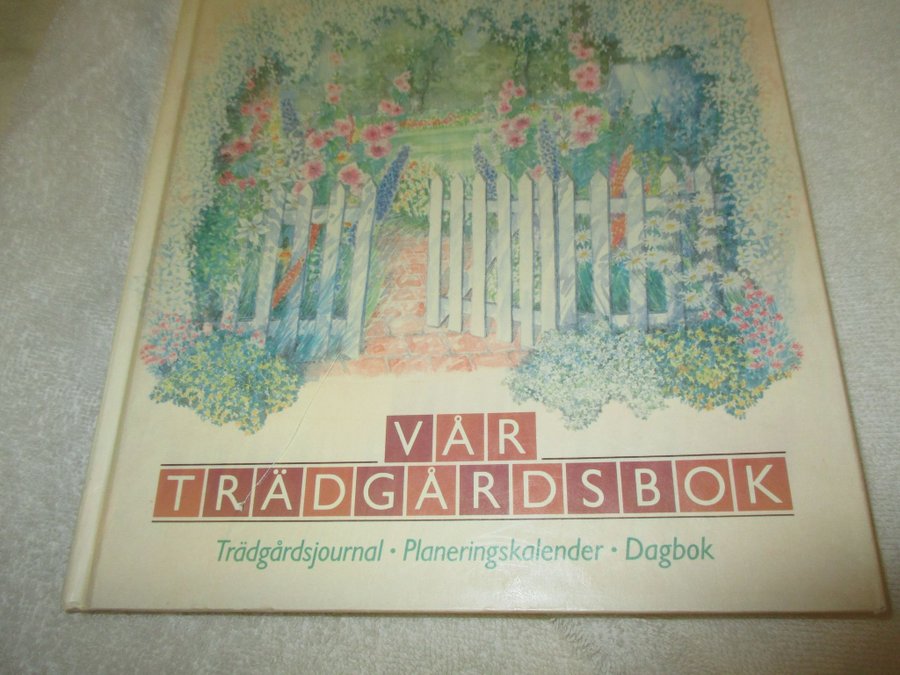 VÅR
TRÄDGÅRDSBOK
Trädgårdsjournal • Planeringskalender • Dagbok